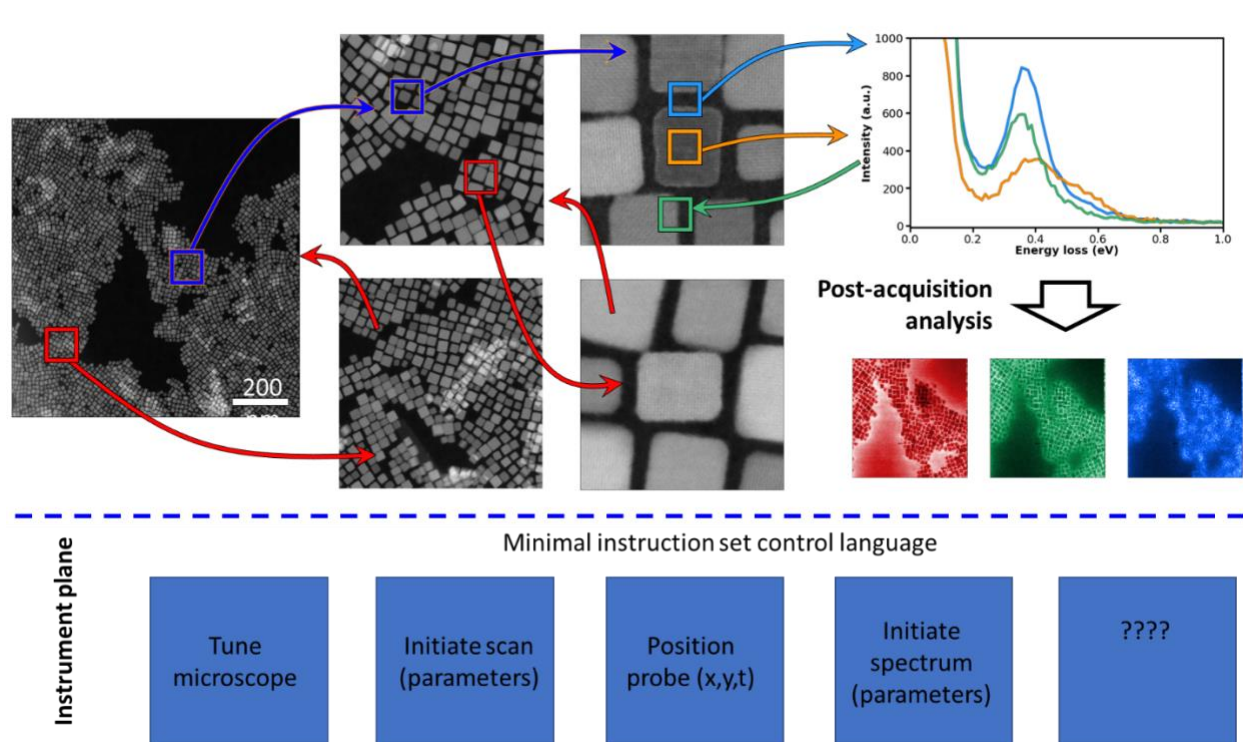 200
nm
1000
800
600
400
200
0
Intensity (a.u.)
0.0 0.2 0.4 0.6 0.8 1.0
Energy loss (eV)
Post-acquisition
analysis
Minimal instruction set control language
Instrument plane
Tune
microscope
Initiate scan
(parameters)
Position
probe (x,y,t)
Initiate
spectrum
(parameters)
????